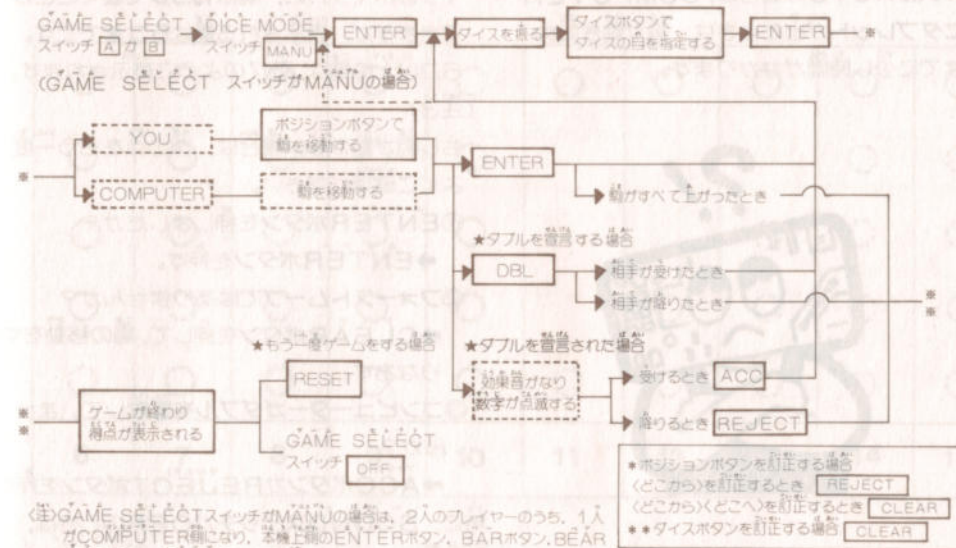 GAME SELECT スイッチ A か B
DICE MODE スイッチ MANU
ENTER
ダイスを振る
ダイスボタンで ダイスの目を指定する
ENTER
※
(GAME SELECT スイッチがMANUの場合)
※
YOU
ポジションボタンで 駒を移動する
COMPUTER
駒を移動する
ENTER
駒がすべて上がったとき
★ダブルを宣言する場合
DBL
相手が受けたとき
相手が降りたとき
※
※
★ダブルを宣言された場合
効果音がなり 数字が点滅する
受けるとき ACC
降りるとき REJECT
★もう一度ゲームをする場合
RESET
※
※
ゲームが終わり 得点が表示される
GAME SELECT スイッチ OFF
*ポジションボタンを訂正する場合
〈どこから〉を訂正するとき REJECT
〈どこから〉〈どこへ〉を訂正するとき CLEAR
**ダイスボタンを訂正する場合 CLEAR
〈注〉GAME SELECTスイッチがMANUの場合は、2人のプレイヤーのうち、1人
がCOMPUTER側になり、本機上側のENTERボタン、BARボタン、BEAR